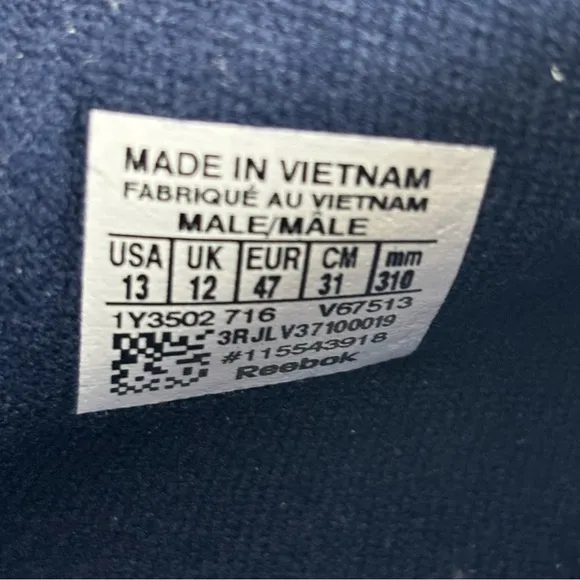 MADE IN VIETNAM
FABRIQUÉ AU VIETNAM
MALE/MÂLE
USA UK EUR CM mm
13 12 47 31 310
1Y3502 716 V67513
3RJLV37100019
#115543918
Reebok